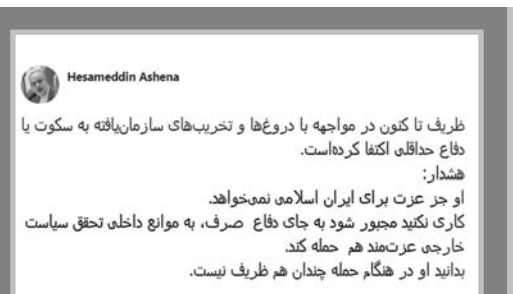 Hesameddin Ashena
ظریف تا کنون در مواجهه با دروغ‌ها و تخریب‌های سازمان‌یافته به سکوت یا
دفاع حداقلی اکتفا کرده‌است.
هشدار:
او جز عزت برای ایران اسلامی نمی‌خواهد.
کاری نکنید مجبور شود به جای دفاع صرف، به موانع داخلی تحقق سیاست
خارجی عزت‌مند هم حمله کند.
بدانید او در هنگام حمله چندان هم ظریف نیست.